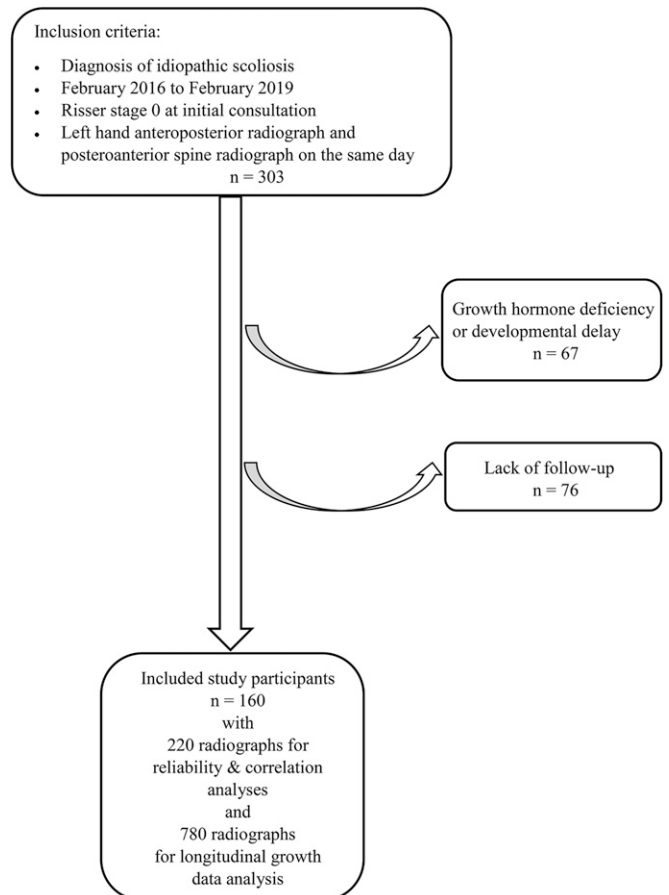 Inclusion criteria:
• Diagnosis of idiopathic scoliosis
• February 2016 to February 2019
• Risser stage 0 at initial consultation
• Left hand anteroposterior radiograph and
posteroanterior spine radiograph on the same day
n = 303
Growth hormone deficiency
or developmental delay
n = 67
Lack of follow-up
n = 76
Included study participants
n = 160
with
220 radiographs for
reliability & correlation
analyses
and
780 radiographs
for longitudinal growth
data analysis